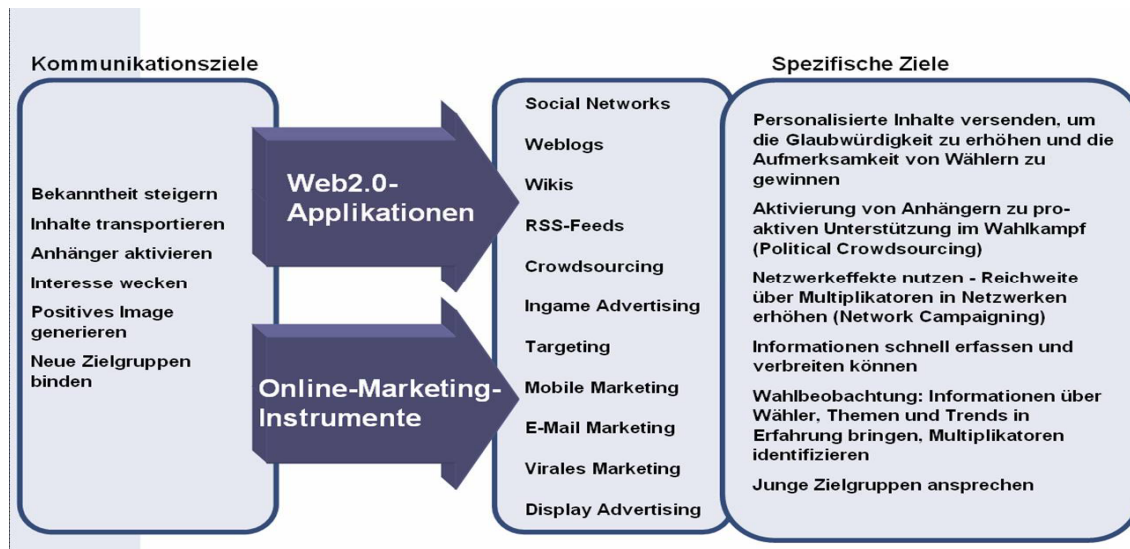 Kommunikationsziele
Bekanntheit steigern
Inhalte transportieren
Anhänger aktivieren
Interesse wecken
Positives Image
generieren
Neue Zielgruppen
binden
Web2.0-
Applikationen
Online-Marketing-
Instrumente
Social Networks
Weblogs
Wikis
RSS-Feeds
Crowdsourcing
Ingame Advertising
Targeting
Mobile Marketing
E-Mail Marketing
Virales Marketing
Display Advertising
Spezifische Ziele
Personalisierte Inhalte versenden, um
die Glaubwürdigkeit zu erhöhen und die
Aufmerksamkeit von Wählern zu
gewinnen
Aktivierung von Anhängern zu pro-
aktiven Unterstützung im Wahlkampf
(Political Crowdsourcing)
Netzwerkeffekte nutzen - Reichweite
über Multiplikatoren in Netzwerken
erhöhen (Network Campaigning)
Informationen schnell erfassen und
verbreiten können
Wahlbeobachtung: Informationen über
Wähler, Themen und Trends in
Erfahrung bringen, Multiplikatoren
identifizieren
Junge Zielgruppen ansprechen